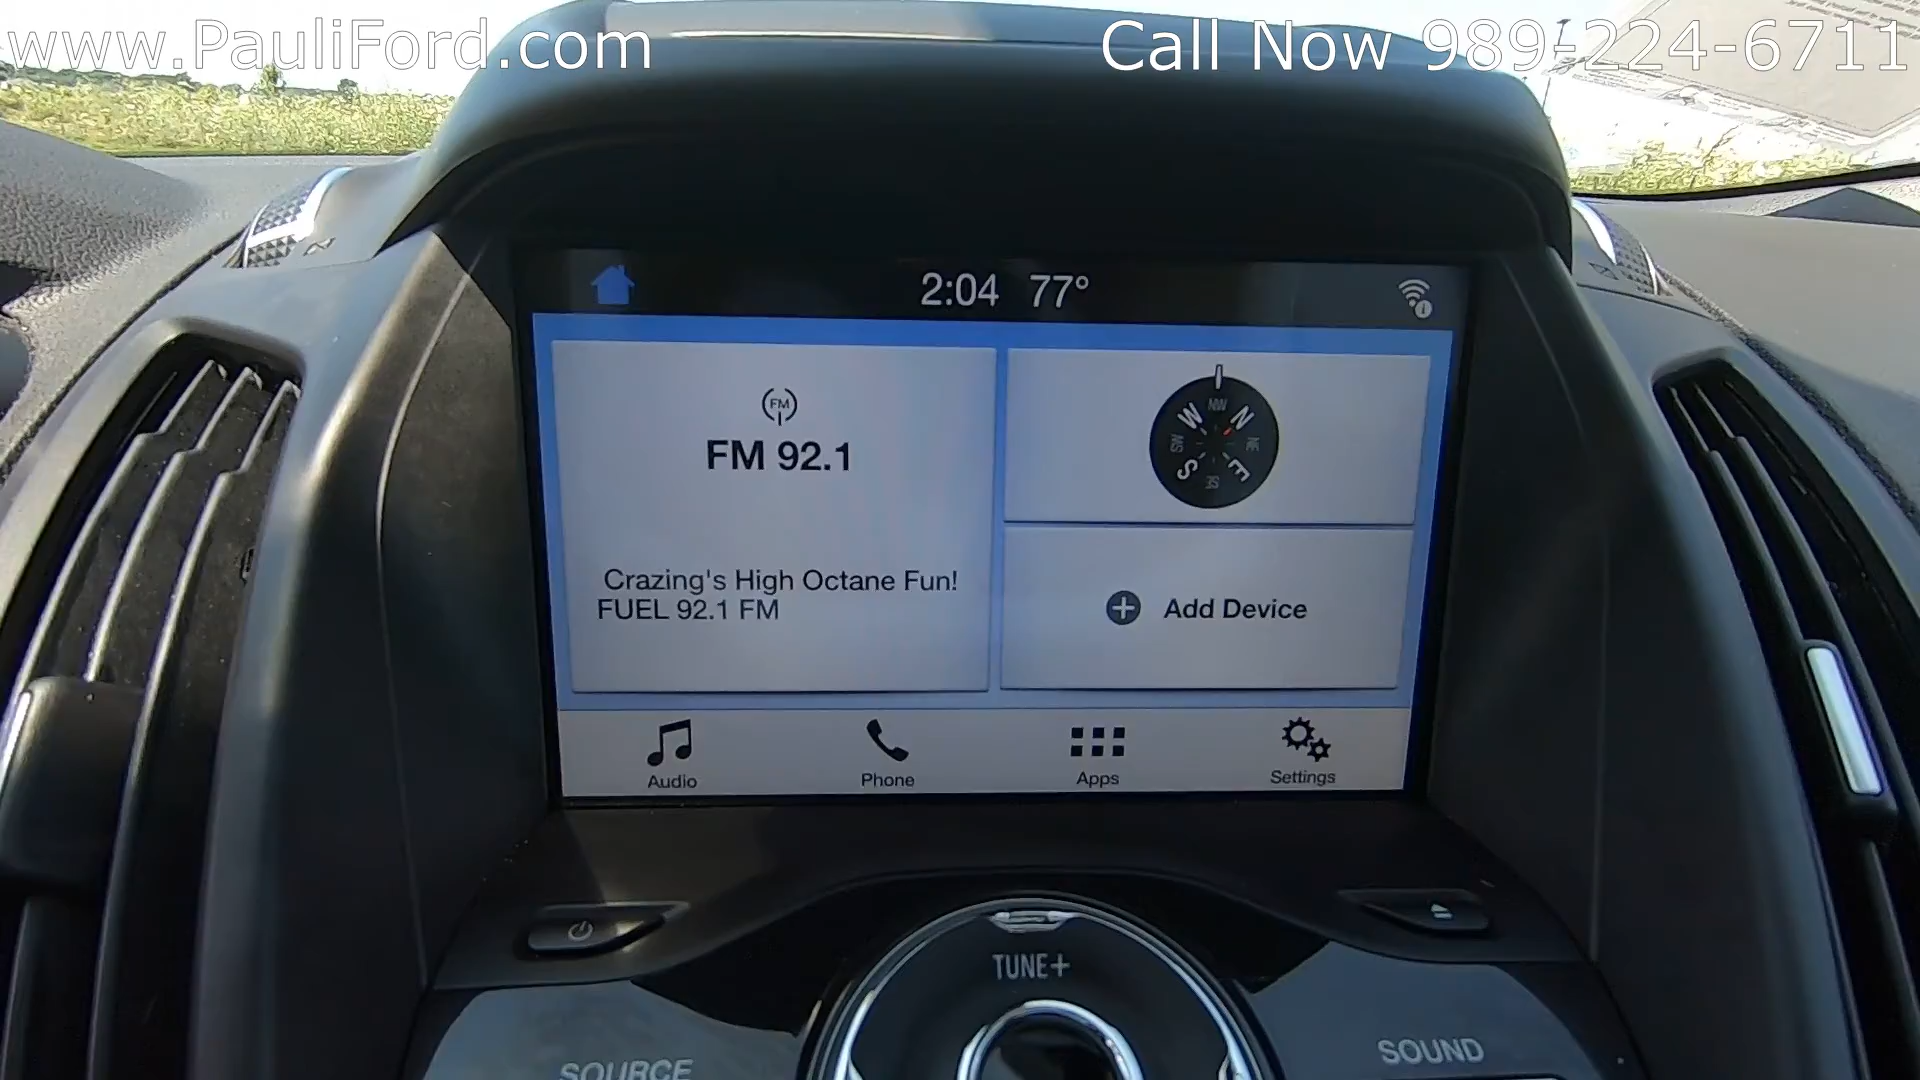 www.PauliFord.com
Call Now 989-224-6711
2:04 77°
FM
FM 92.1
Crazing's High Octane Fun!
FUEL 92.1 FM
NW
W
N
SW
NE
S
E
SE
Add Device
Audio
Phone
Apps
Settings
TUNE+
SOURCE
SOUND